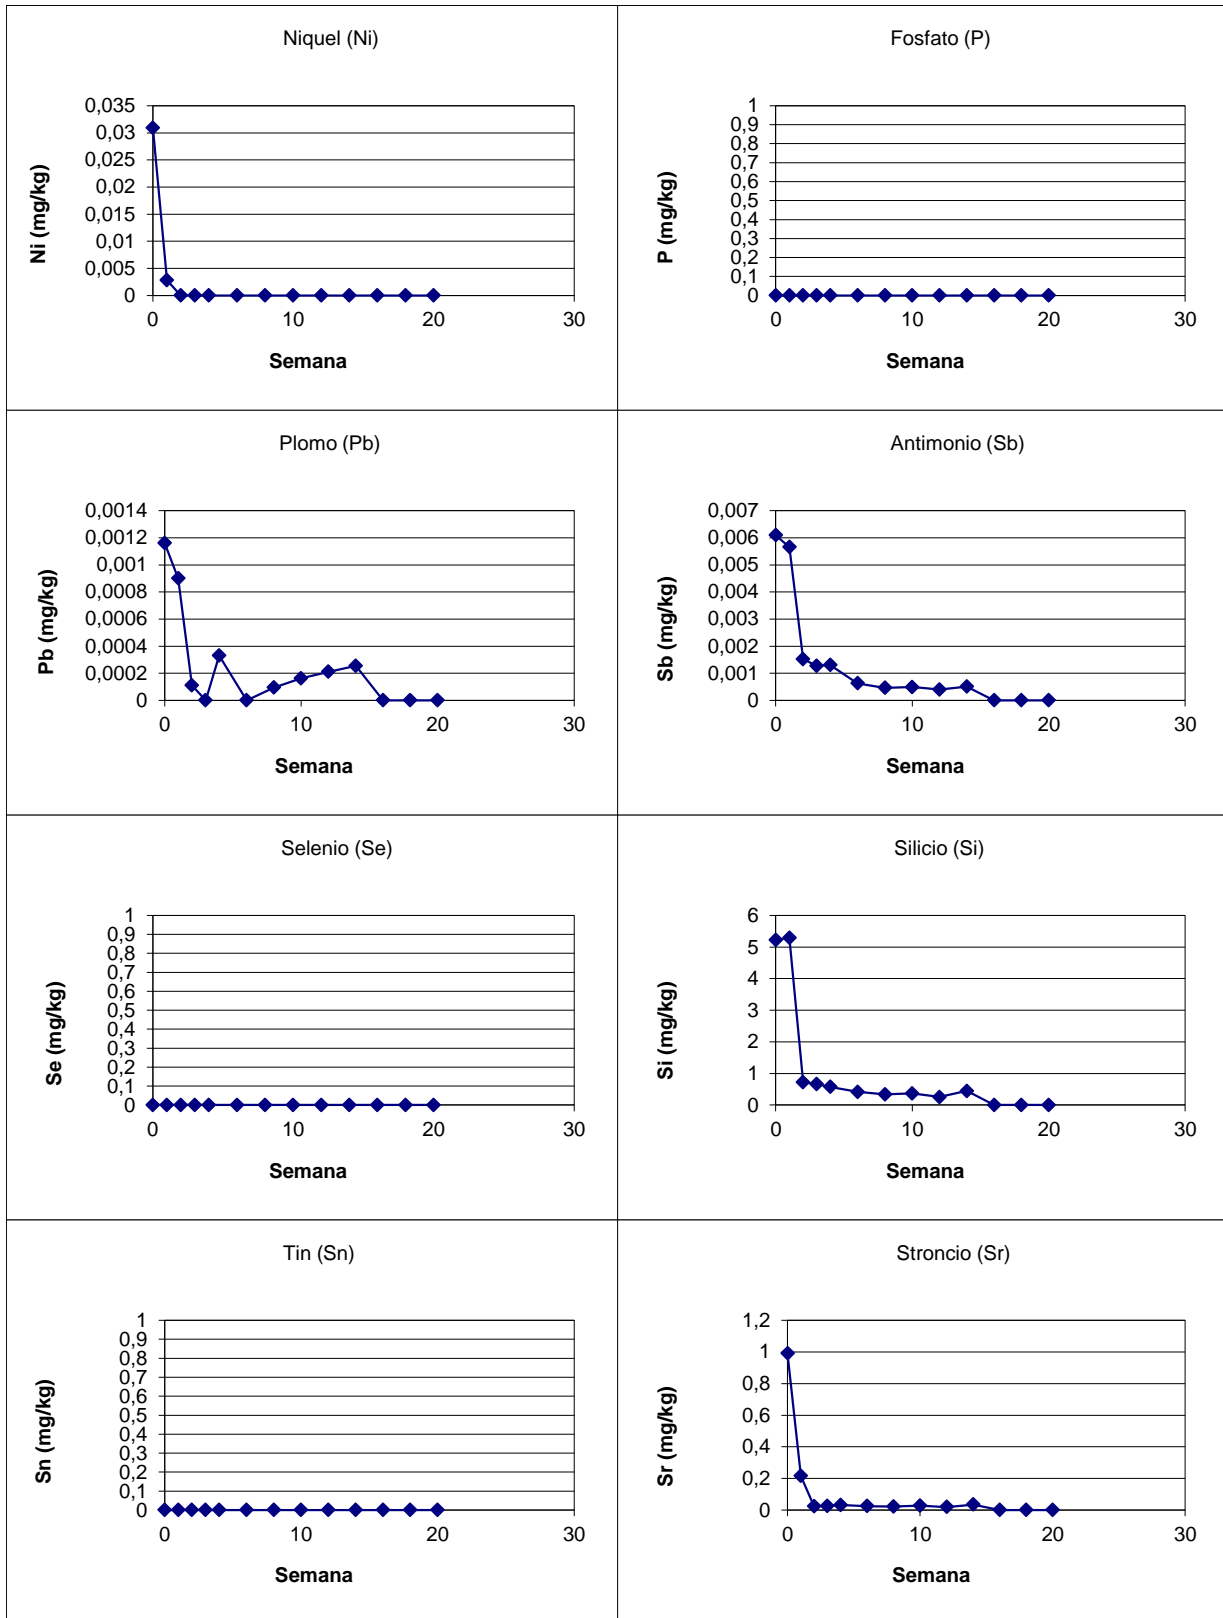 Niquel (Ni)
0,035
0,03
0,025
0,02
0,015
0,01
0,005
0
Ni (mg/kg)
0 10 20 30
Semana
Fosfato (P)
1
0,9
0,8
0,7
0,6
0,5
0,4
0,3
0,2
0,1
0
P (mg/kg)
0 10 20 30
Semana
Plomo (Pb)
0,0014
0,0012
0,001
0,0008
0,0006
0,0004
0,0002
0
Pb (mg/kg)
0 10 20 30
Semana
Antimonio (Sb)
0,007
0,006
0,005
0,004
0,003
0,002
0,001
0
Sb (mg/kg)
0 10 20 30
Semana
Selenio (Se)
1
0,9
0,8
0,7
0,6
0,5
0,4
0,3
0,2
0,1
0
Se (mg/kg)
0 10 20 30
Semana
Silicio (Si)
6
5
4
3
2
1
0
Si (mg/kg)
0 10 20 30
Semana
Tin (Sn)
1
0,9
0,8
0,7
0,6
0,5
0,4
0,3
0,2
0,1
0
Sn (mg/kg)
0 10 20 30
Semana
Stroncio (Sr)
1,2
1
0,8
0,6
0,4
0,2
0
Sr (mg/kg)
0 10 20 30
Semana